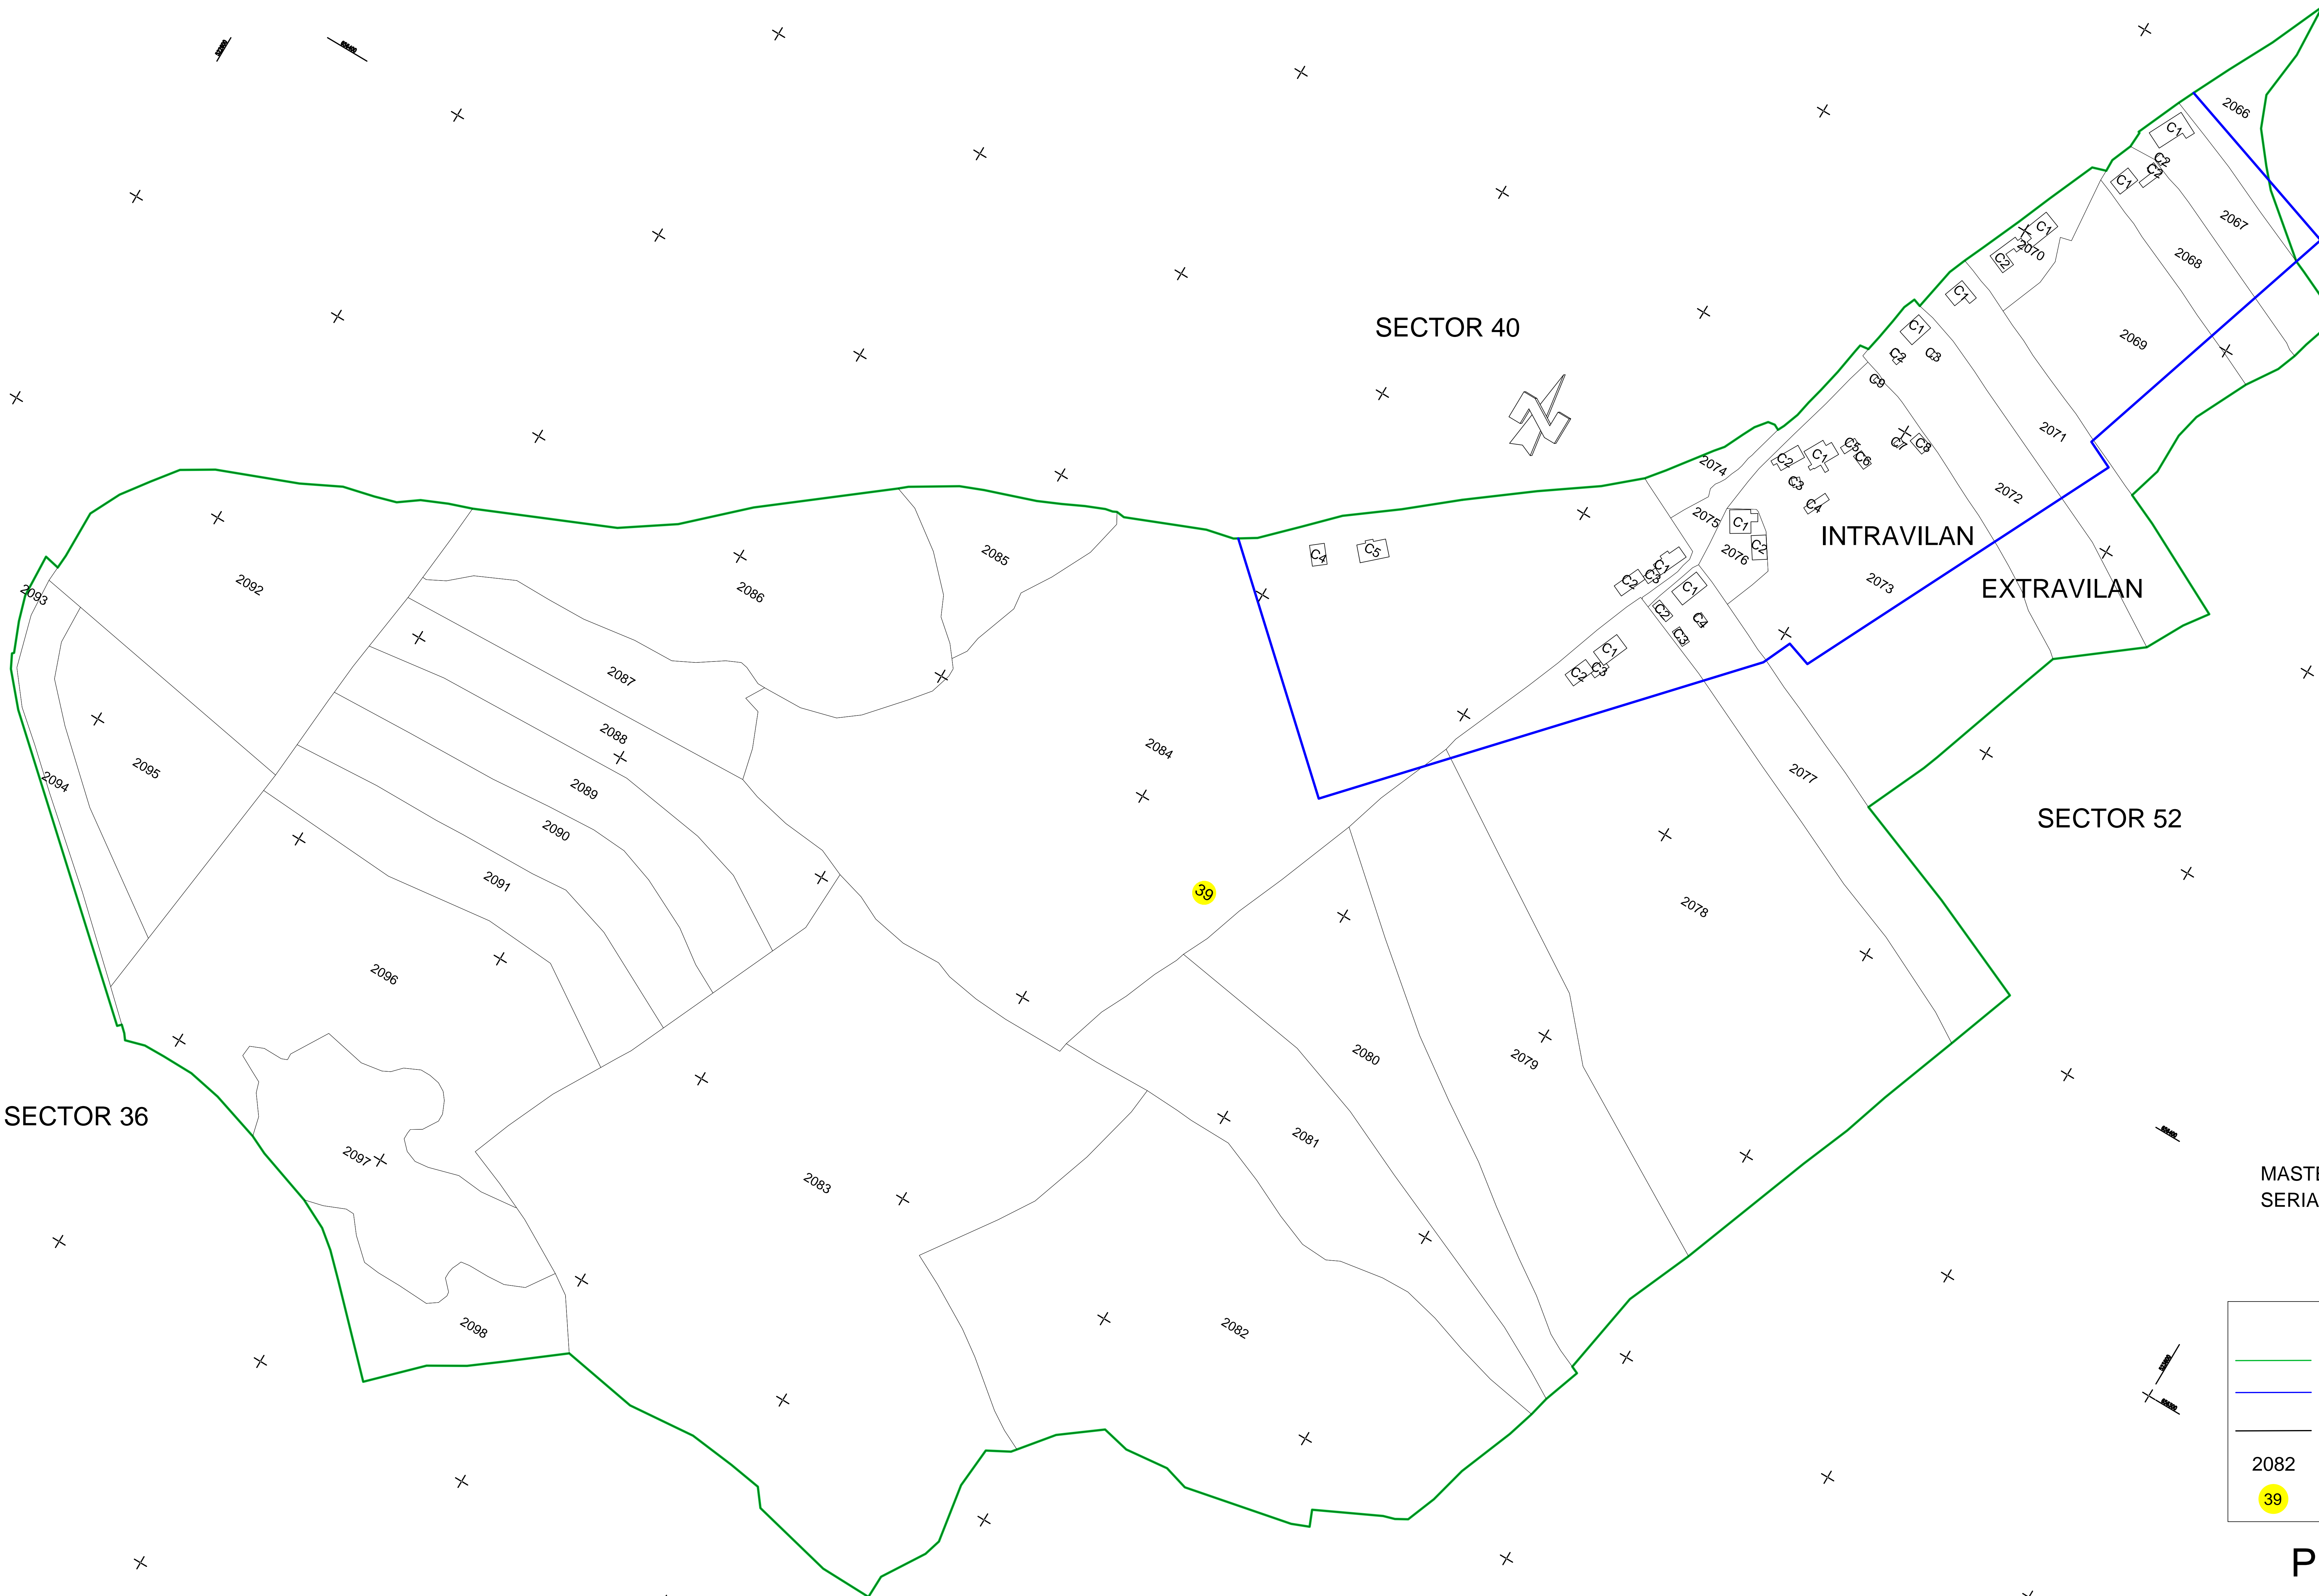 2066
C1
C2
C2
C1
2067
2068
C1
2070
C2
C1
2069
SECTOR 40
C1
C2
C3
C9
2071
C5
C7
C8
C1
C2
C6
2074
C3
2072
C4
2075
C1
INTRAVILAN
C2
2076
C4
C5
2085
C1
C3
C2
2073
EXTRAVILAN
2092
2093
2086
C1
C2
C4
C3
C1
C3
C2
2087
2088
2084
2095
2094
2089
2077
2090
SECTOR 52
2091
39
2078
2096
2080
2079
SECTOR 36
2081
2097
2083
MASTE
SERIA
2098
2082
2082
39
P